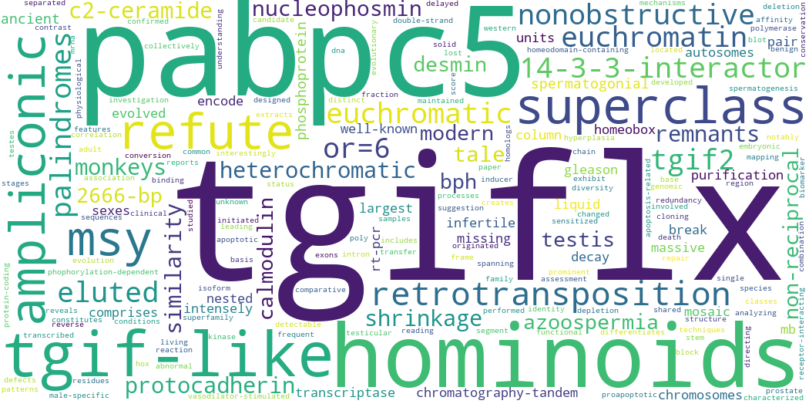 pabpc5
tgiflx
hominoids
tgif-like
superclass
retrotransposition
msy
refute
ampliconic
palindromes
euchromatic
euchromatin
14-3-3-interactor
nonobstructive
nucleophosmin
c2-ceramide
desmin
tgif2
tale
modern
remnants
or=6
bph
testis
monkeys
2666-bp
heterochromatic
eluted
similarity
calmodulin
shrinkage
azoospermia
protocadherin
non-reciprocal
ancient
separated
confirmed
contrast
collectively
candidate
double-strand
delayed
solid
western
lost
blot
homeodomain-containing
located
autosomes
units
pair
mechanisms
deletion
affinity
polymerase
conservation
benign
mapping
developed
spermatogenesis
notably
embryonic
homeobox
spermatogonial
encode
evolved
phosphoprotein
understanding
physiological
mrna
dna
evolutionary
investigation
designed
fraction
maintained
distinct
extracts
score
features
correlation
adult
interestingly
common
conversion
reports
association
binding
inducer
paper
well-known
column
hyperplasia
homologs
chain
gleason
exhibit
diversity
liquid
creates
sensitized
changed
originated
massive
apoptosis-related
base
genomic
purification
region
biomarker
combination
redundancy
involved
cloning
death
break
missing
infertile
largest
samples
processes
suggestion
initiated
apoptotic
leading
basis
unknown
status
includes
transfer
poly
rt-pcr
exons
intron
isoform
superfamily
family
spanning
frame
assessment
prominent
decay
repair
evolution
classes
mosaic
structure
analyzing
single
species
mb
characterized
receptor-interacting
testes
stages
sexes
clinical
sequences
studied
phophorylation-dependent
protein-coding
reveals
constitutes
conditions
comprises
intensely
nested
transcribed
reverse
detectable
frequent
comparative
performed
identity
depletion
shared
reading
segment
functional
differentiates
techniques
stem
block
directing
testicular
kinase
hox
abnormal
living
reaction
defects
patterns
residues
male-specific
vasodilator-stimulated
transcriptase
chromatography-tandem
chromosomes
proapoptotic
prostate